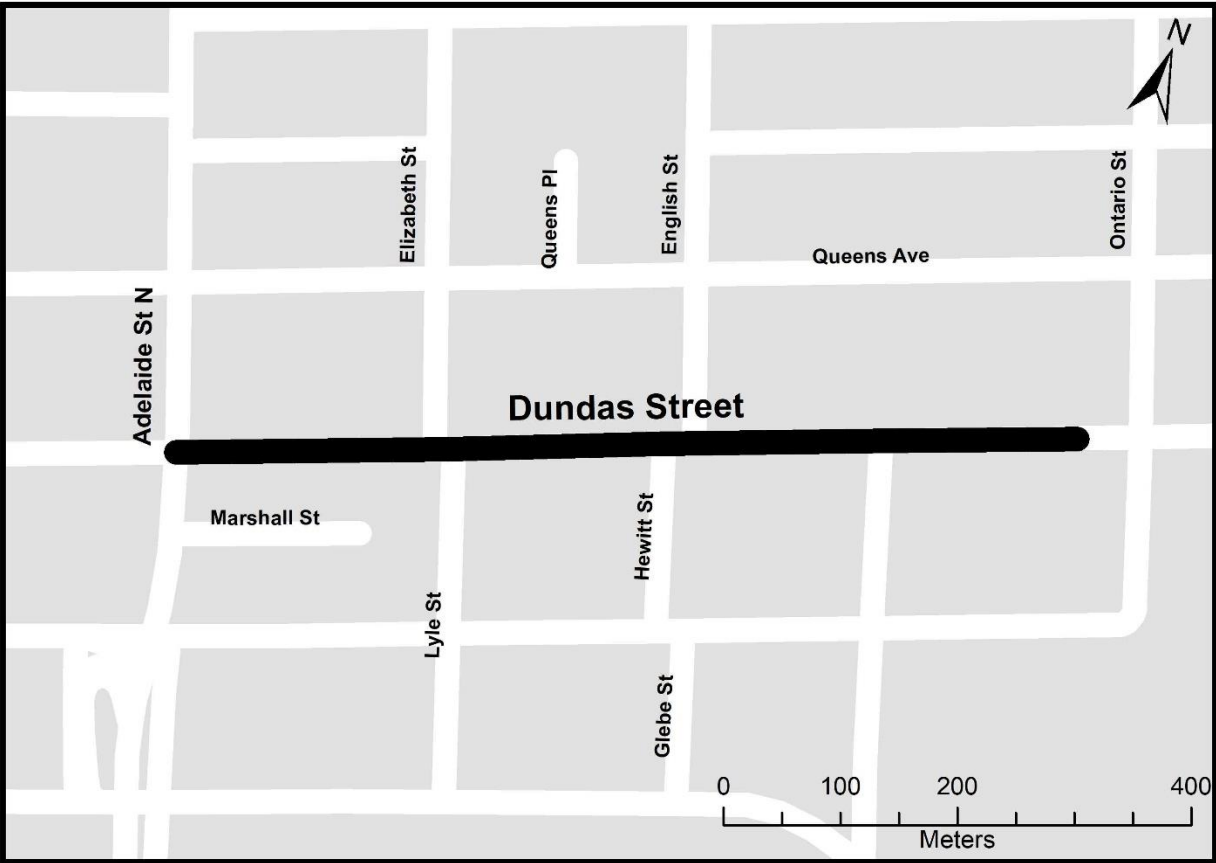 N
Elizabeth St
Queens Pl
English St
Ontario St
Queens Ave
Adelaide St N
Dundas Street
Marshall St
Hewitt St
Lyle St
Glebe St
0 100 200 400
Meters